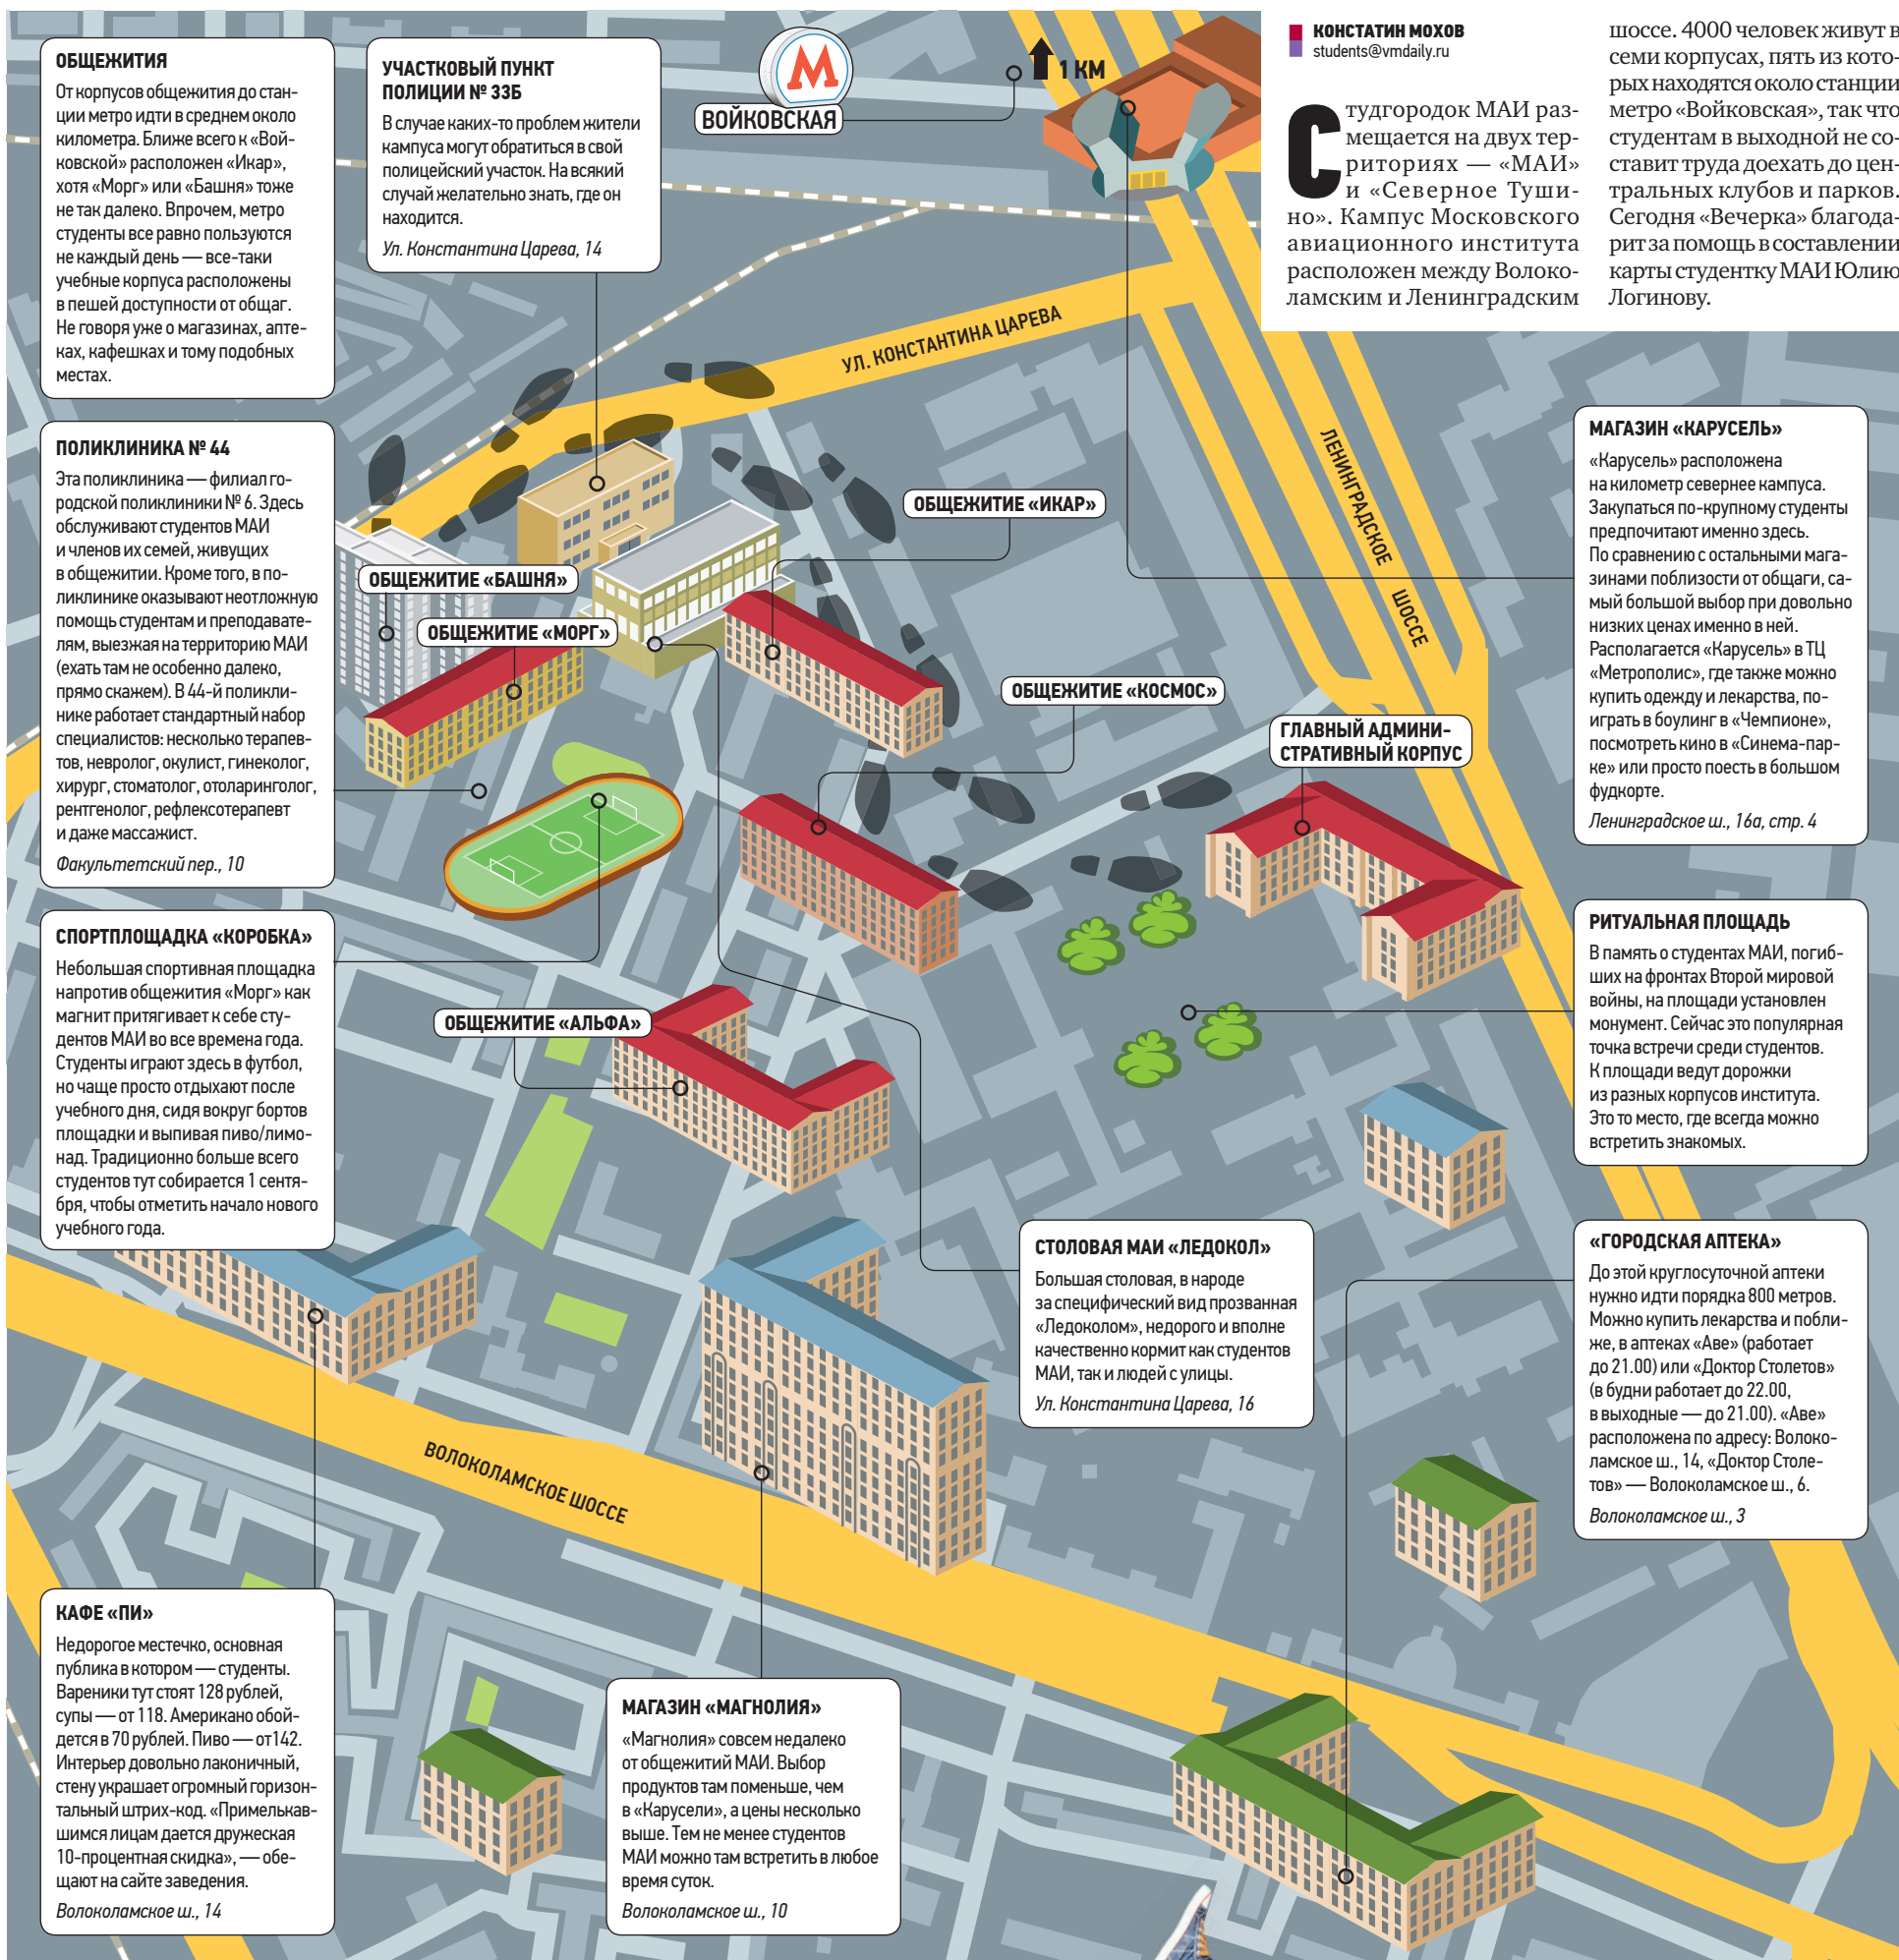 КОНСТАТИН МОХОВ
students@vmdaily.ru
Студгородок МАИ раз-
мещается на двух тер-
риториях — «МАИ»
и «Северное Туши-
но». Кампус Московского
авиационного института
расположен между Волоко-
ламским и Ленинградским
шоссе. 4000 человек живут в
семи корпусах, пять из кото-
рых находятся около станции
метро «Войковская», так что
студентам в выходной не со-
ставит труда доехать до цен-
тральных клубов и парков.
Сегодня «Вечерка» благода-
рит за помощь в составлении
карты студентку МАИ Юлию
Логинову.
ОБЩЕЖИТИЯ
От корпусов общежития до стан-
ции метро идти в среднем около
километра. Ближе всего к «Вой-
ковской» расположен «Икар»,
хотя «Морг» или «Башня» тоже
не так далеко. Впрочем, метро
студенты все равно пользуются
не каждый день — все-таки
учебные корпуса расположены
в пешей доступности от общаг.
Не говоря уже о магазинах, апте-
ках, кафешках и тому подобных
местах.
УЧАСТКОВЫЙ ПУНКТ
ПОЛИЦИИ № 33Б
В случае каких-то проблем жители
кампуса могут обратиться в свой
полицейский участок. На всякий
случай желательно знать, где он
находится.
Ул. Константина Царева, 14
М
ВОЙКОВСКАЯ
1 КМ
УЛ. КОНСТАНТИНА ЦАРЕВА
ЛЕНИНГРАДСКОЕ ШОССЕ
ПОЛИКЛИНИКА № 44
Эта поликлиника — филиал го-
родской поликлиники № 6. Здесь
обслуживают студентов МАИ
и членов их семей, живущих
в общежитии. Кроме того, в по-
ликлинике оказывают неотложную
помощь студентам и преподавате-
лям, выезжая на территорию МАИ
(ехать там не особенно далеко,
прямо скажем). В 44-й поликли-
нике работает стандартный набор
специалистов: несколько терапев-
тов, невролог, окулист, гинеколог,
хирург, стоматолог, отоларинголог,
рентгенолог, рефлексотерапевт
и даже массажист.
Факультетский пер., 10
ОБЩЕЖИТИЕ «ИКАР»
ОБЩЕЖИТИЕ «БАШНЯ»
ОБЩЕЖИТИЕ «МОРГ»
ОБЩЕЖИТИЕ «КОСМОС»
ГЛАВНЫЙ АДМИНИ-
СТРАТИВНЫЙ КОРПУС
МАГАЗИН «КАРУСЕЛЬ»
«Карусель» расположена
на километр севернее кампуса.
Закупаться по-крупному студенты
предпочитают именно здесь.
По сравнению с остальными мага-
зинами поблизости от общаги, са-
мый большой выбор при довольно
низких ценах именно в ней.
Располагается «Карусель» в ТЦ
«Метрополис», где также можно
купить одежду и лекарства, по-
играть в боулинг в «Чемпионе»,
посмотреть кино в «Синема-пар-
ке» или просто поесть в большом
фудкорте.
Ленинградское ш., 16а, стр. 4
СПОРТПЛОЩАДКА «КОРОБКА»
Небольшая спортивная площадка
напротив общежития «Морг» как
магнит притягивает к себе сту-
дентов МАИ во все времена года.
Студенты играют здесь в футбол,
но чаще просто отдыхают после
учебного дня, сидя вокруг бортов
площадки и выпивая пиво/лимо-
над. Традиционно больше всего
студентов тут собирается 1 сентя-
бря, чтобы отметить начало нового
учебного года.
ОБЩЕЖИТИЕ «АЛЬФА»
РИТУАЛЬНАЯ ПЛОЩАДЬ
В память о студентах МАИ, погиб-
ших на фронтах Второй мировой
войны, на площади установлен
монумент. Сейчас это популярная
точка встречи среди студентов.
К площади ведут дорожки
из разных корпусов института.
Это то место, где всегда можно
встретить знакомых.
СТОЛОВАЯ МАИ «ЛЕДОКОЛ»
Большая столовая, в народе
за специфический вид прозванная
«Ледоколом», недорого и вполне
качественно кормит как студентов
МАИ, так и людей с улицы.
Ул. Константина Царева, 16
«ГОРОДСКАЯ АПТЕКА»
До этой круглосуточной аптеки
нужно идти порядка 800 метров.
Можно купить лекарства и побли-
же, в аптеках «Аве» (работает
до 21.00) или «Доктор Столетов»
(в будни работает до 22.00,
в выходные — до 21.00). «Аве»
расположена по адресу: Волоко-
ламское ш., 14, «Доктор Столе-
тов» — Волоколамское ш., 6.
Волоколамское ш., 3
ВОЛОКОЛАМСКОЕ ШОССЕ
КАФЕ «ПИ»
Недорогое местечко, основная
публика в котором — студенты.
Вареники тут стоят 128 рублей,
супы — от 118. Американо обой-
дется в 70 рублей. Пиво — от142.
Интерьер довольно лаконичный,
стену украшает огромный горизон-
тальный штрих-код. «Примелькав-
шимся лицам дается дружеская
10-процентная скидка», — обе-
щают на сайте заведения.
Волоколамское ш., 14
МАГАЗИН «МАГНОЛИЯ»
«Магнолия» совсем недалеко
от общежитий МАИ. Выбор
продуктов там поменьше, чем
в «Карусели», а цены несколько
выше. Тем не менее студентов
МАИ можно там встретить в любое
время суток.
Волоколамское ш., 10